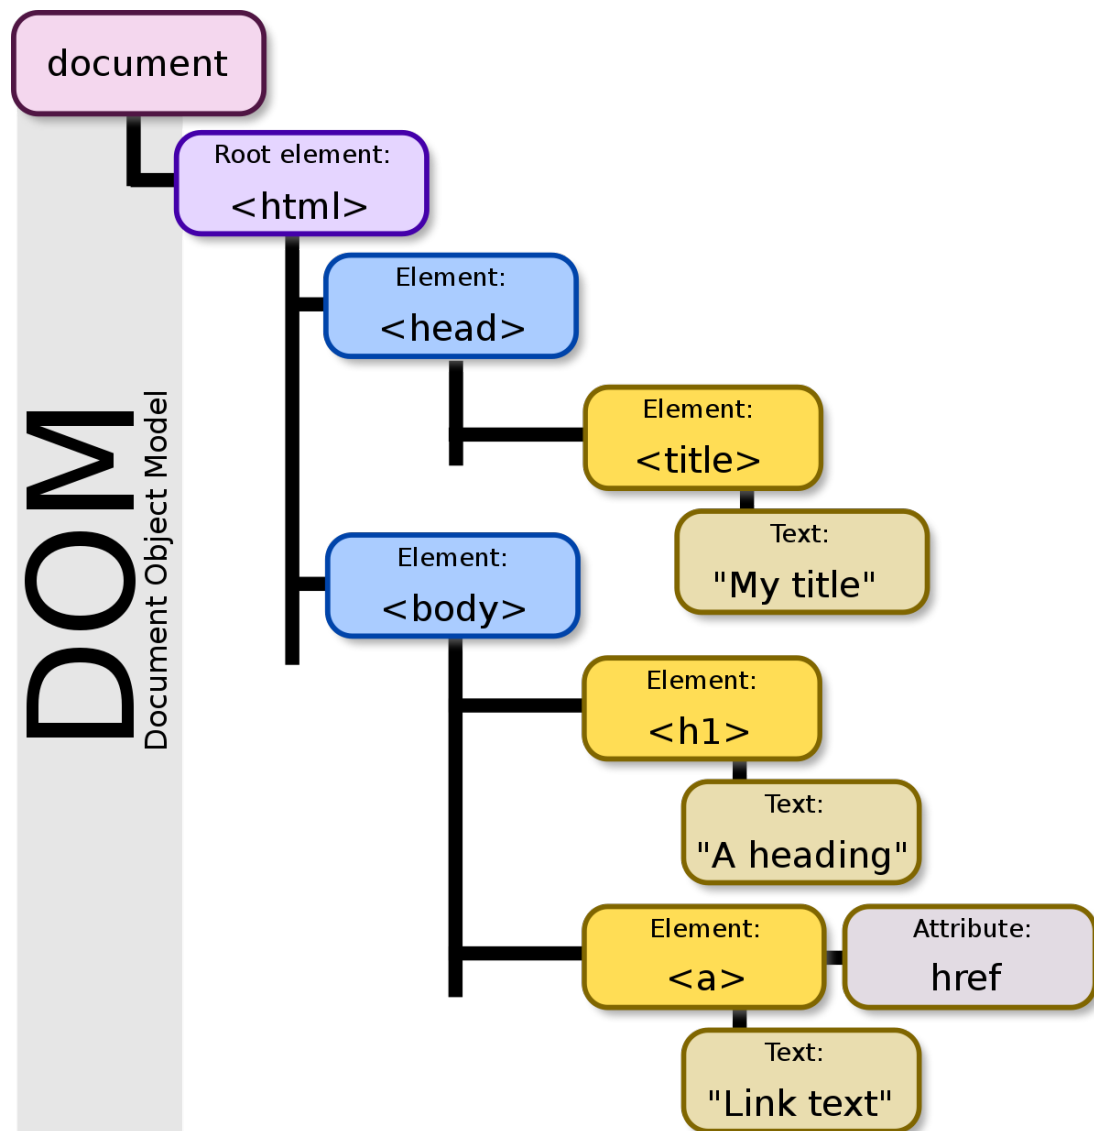 document
Root element:
<html>
Element:
<head>
Element:
<title>
Text:
"My title"
Element:
<body>
Element:
<h1>
Text:
"A heading"
Element:
<a>
Attribute:
href
Text:
"Link text"
DOM
Document Object Model